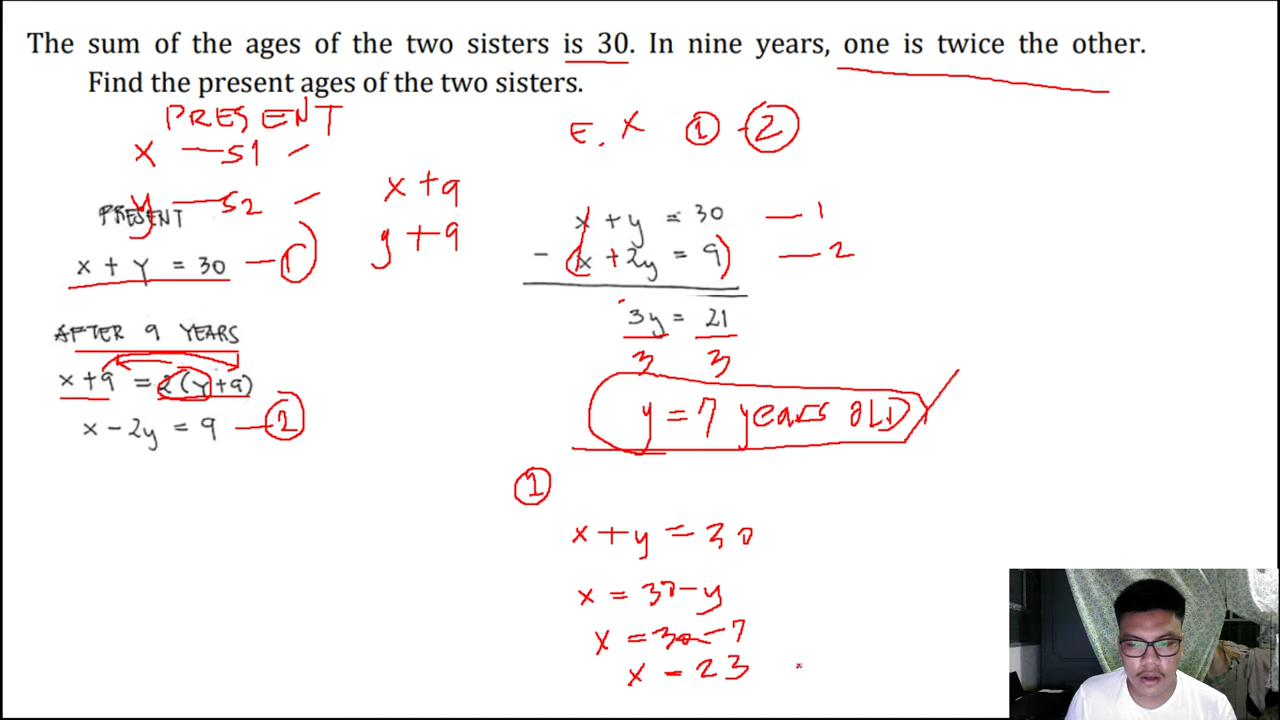 The sum of the ages of the two sisters is 30. In nine years, one is twice the other.
Find the present ages of the two sisters.
PRESENT
x — S1
y — S2
x + 9
y + 9
PRESENT
x + y = 30 — 1
AFTER 9 YEARS
x + 9 = 2(y+9)
x - 2y = 9 — 2
E. X 1 - 2
x + y = 30 — 1
- (x + 2y = 9) — 2
3y = 21
3 3
y = 7 years OLD
1
x + y = 30
x = 30 - y
x = 30 - 7
x = 23